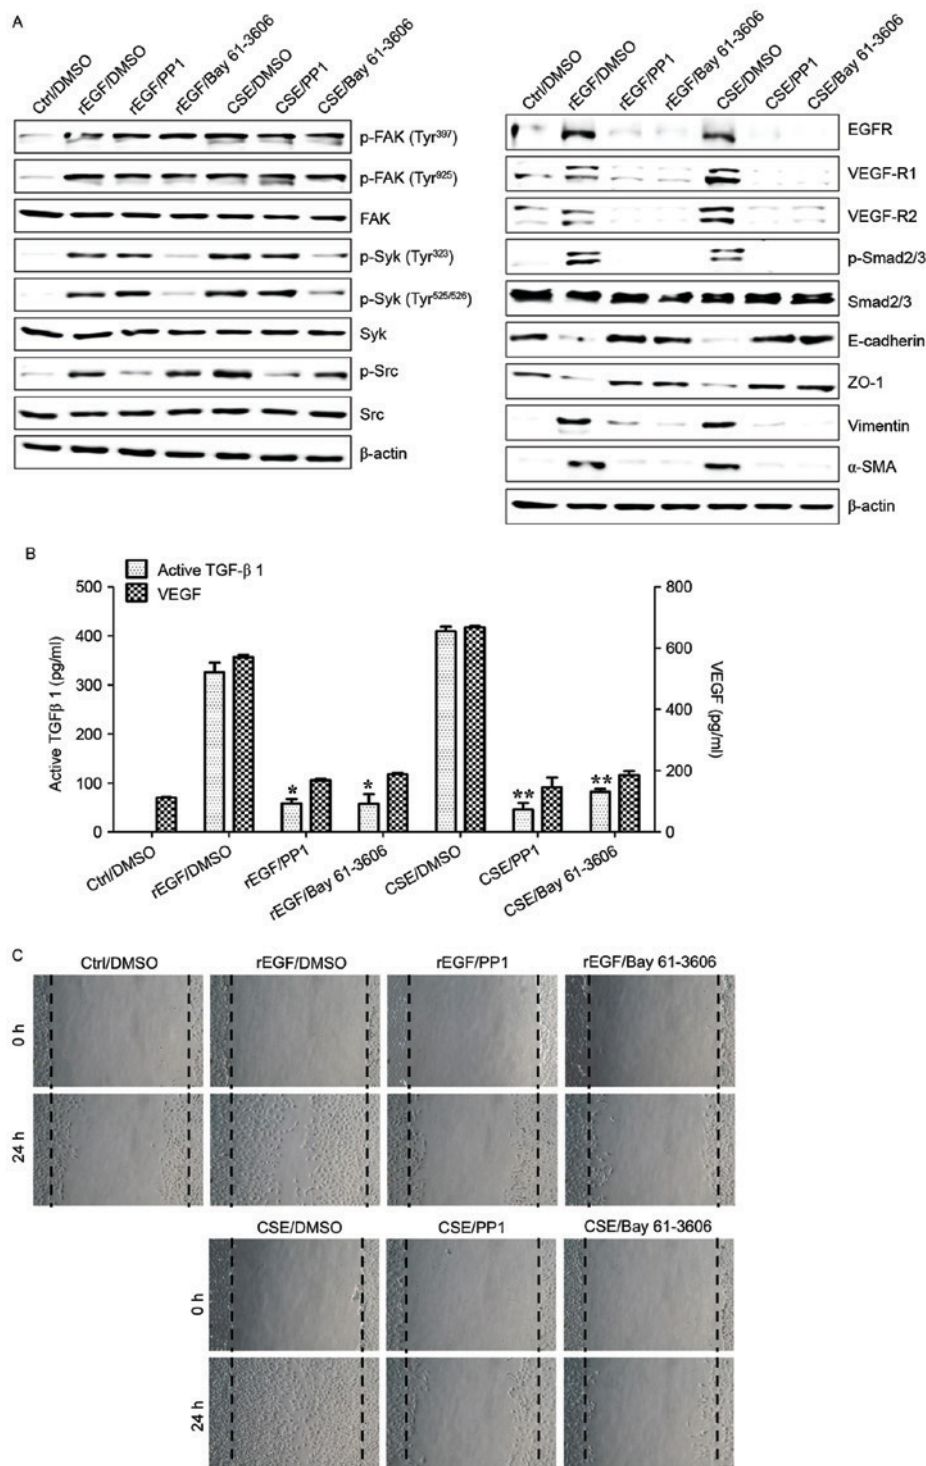 A
Ctrl/DMSO
rEGF/DMSO
rEGF/PP1
rEGF/Bay 61-3606
CSE/DMSO
CSE/PP1
CSE/Bay 61-3606
p-FAK (Tyr397)
p-FAK (Tyr925)
FAK
p-Syk (Tyr323)
p-Syk (Tyr525/526)
Syk
p-Src
Src
β-actin
Ctrl/DMSO
rEGF/DMSO
rEGF/PP1
rEGF/Bay 61-3606
CSE/DMSO
CSE/PP1
CSE/Bay 61-3606
EGFR
VEGF-R1
VEGF-R2
p-Smad2/3
Smad2/3
E-cadherin
ZO-1
Vimentin
α-SMA
β-actin
B
Active TGF-β 1
VEGF
Active TGFβ 1 (pg/ml)
500
400
300
200
100
0
* * ** **
800
600
400
200
0
VEGF (pg/ml)
Ctrl/DMSO
rEGF/DMSO
rEGF/PP1
rEGF/Bay 61-3606
CSE/DMSO
CSE/PP1
CSE/Bay 61-3606
C
Ctrl/DMSO rEGF/DMSO rEGF/PP1 rEGF/Bay 61-3606
0 h
24 h
CSE/DMSO CSE/PP1 CSE/Bay 61-3606
0 h
24 h